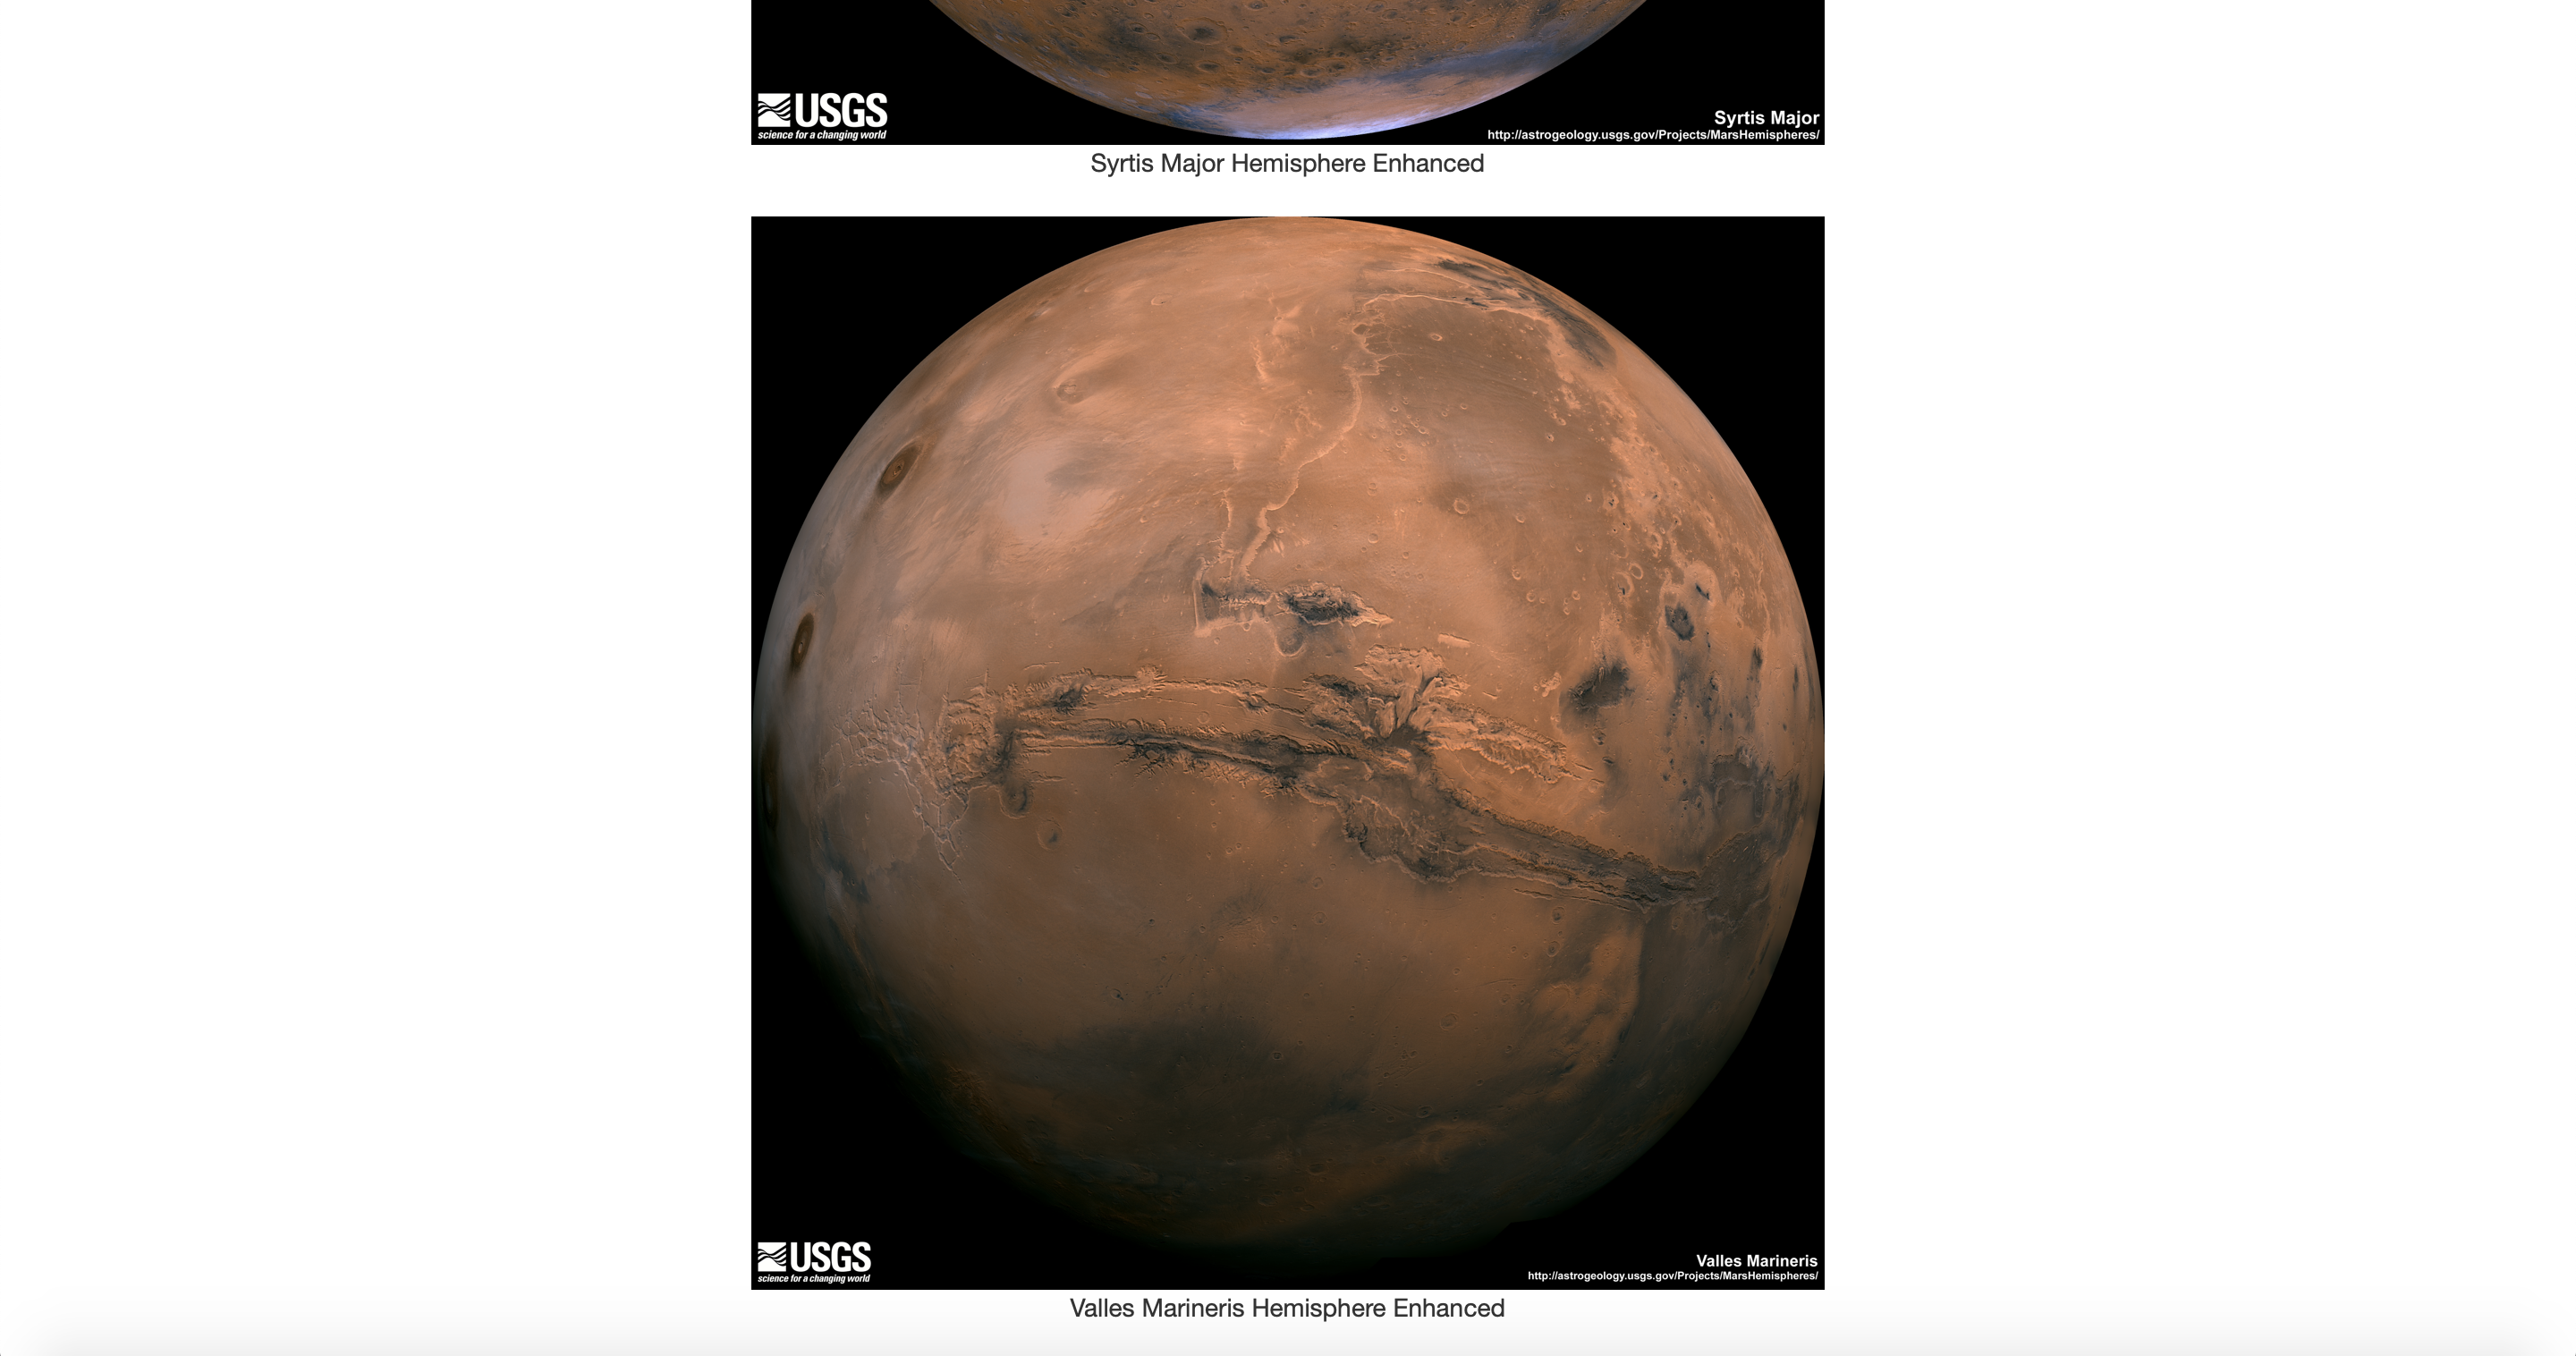 USGS
science for a changing world
Syrtis Major
http://astrogeology.usgs.gov/Projects/MarsHemispheres/
Syrtis Major Hemisphere Enhanced
USGS
science for a changing world
Valles Marineris
http://astrogeology.usgs.gov/Projects/MarsHemispheres/
Valles Marineris Hemisphere Enhanced